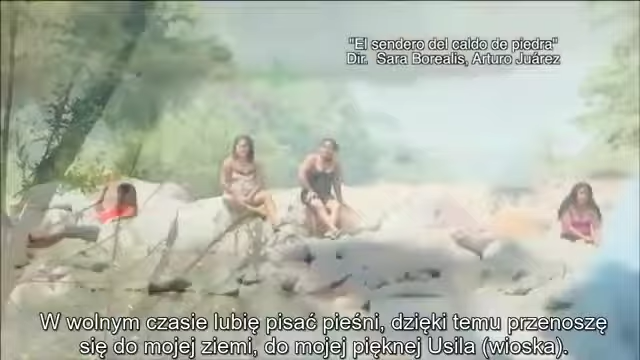 "El sendero del caldo de piedra"
Dir. Sara Borealis, Arturo Juárez
W wolnym czasie lubię pisać pieśni, dzięki temu przenoszę
się do mojej ziemi, do mojej pięknej Usila (wioska).